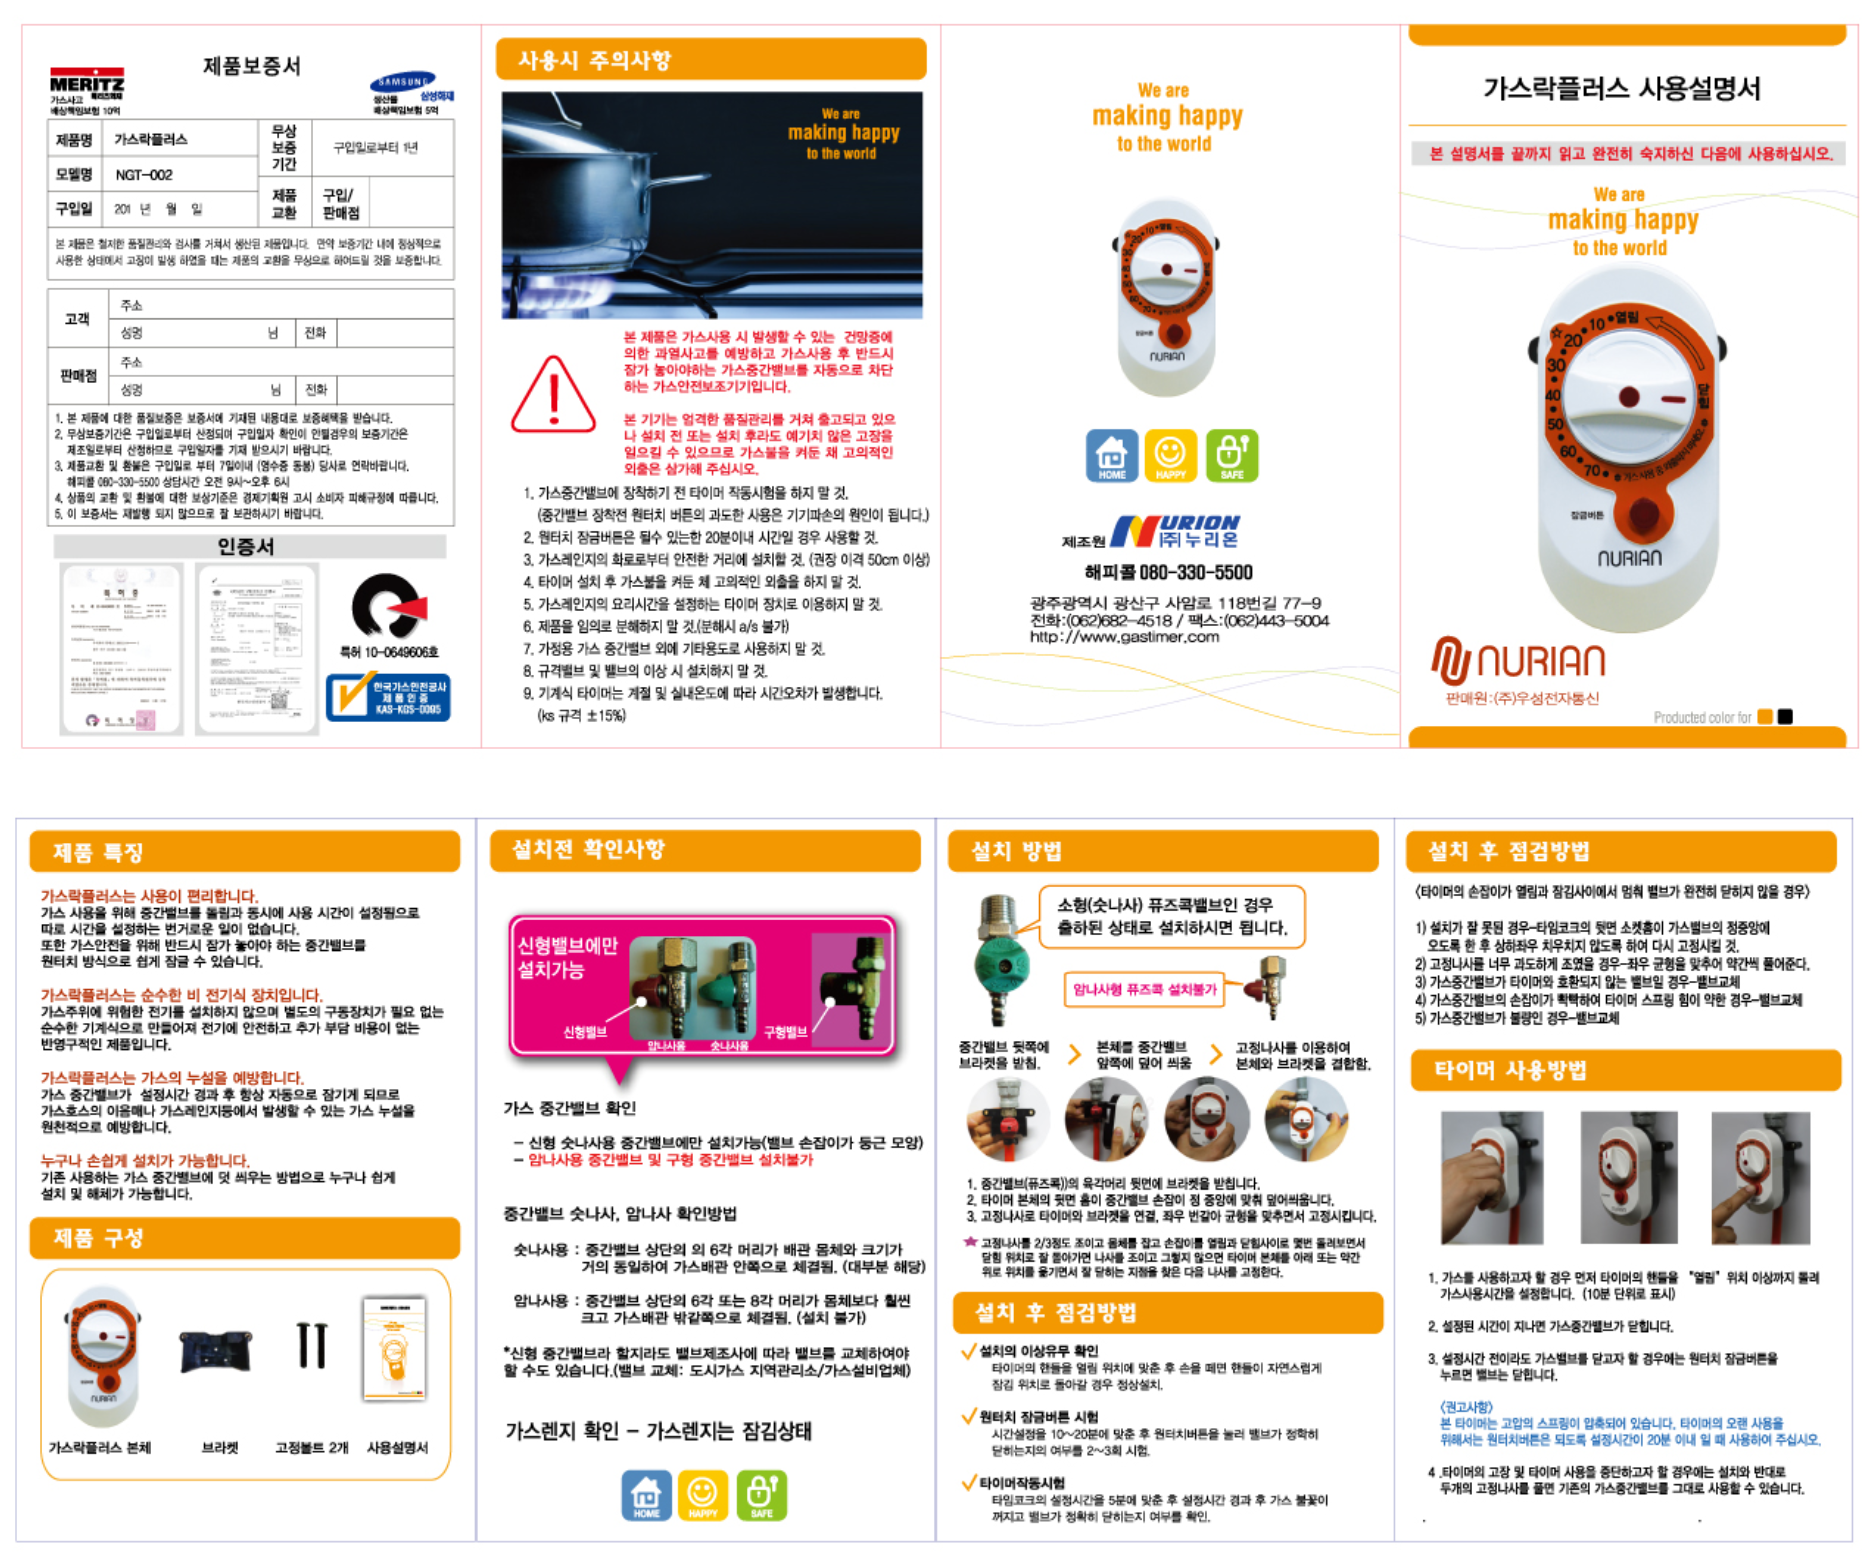 제품보증서
MERITZ
메리츠화재
가스사고
배상책임보험 10억
SAMSUNG
삼성화재
생산물
배상책임보험 5억
제품명 가스락플러스
무상보증기간 구입일로부터 1년
모델명 NGT-002
제품교환 구입/판매점
구입일 201 년 월 일
본 제품은 철저한 품질관리와 검사를 거쳐서 생산된 제품입니다. 만약 보증기간 내에 정상적으로
사용한 상태에서 고장이 발생 하였을 때는 제품의 교환을 무상으로 하여드릴 것을 보증합니다.
고객
주소
성명 님 전화
판매점
주소
성명 님 전화
1. 본 제품에 대한 품질보증은 보증서에 기재된 내용대로 보증혜택을 받습니다.
2. 무상보증기간은 구입일로부터 산정되며 구입일자 확인이 안될경우의 보증기간은
제조일로부터 산정하므로 구입일자를 기재 받으시기 바랍니다.
3. 제품교환 및 환불은 구입일로 부터 7일이내 (영수증 동봉) 당사로 연락바랍니다.
해피콜 080-330-5500 상담시간 오전 9시~오후 6시
4. 상품의 교환 및 환불에 대한 보상기준은 경제기획원 고시 소비자 피해규정에 따릅니다.
5. 이 보증서는 재발행 되지 않으므로 잘 보관하시기 바랍니다.
인증서
특허증
특허청
특허 10-0649606호
한국가스안전공사
제품인증
KAS-KGS-0095
사용시 주의사항
We are
making happy
to the world
본 제품은 가스사용 시 발생할 수 있는 건망증에
의한 과열사고를 예방하고 가스사용 후 반드시
잠가 놓아야하는 가스중간밸브를 자동으로 차단
하는 가스안전보조기기입니다.
본 기기는 엄격한 품질관리를 거쳐 출고되고 있으
나 설치 전 또는 설치 후라도 예기치 않은 고장을
일으킬 수 있으므로 가스불을 켜둔 채 고의적인
외출은 삼가해 주십시오.
1. 가스중간밸브에 장착하기 전 타이머 작동시험을 하지 말 것.
(중간밸브 장착전 원터치 버튼의 과도한 사용은 기기파손의 원인이 됩니다.)
2. 원터치 잠금버튼은 될수 있는한 20분이내 시간일 경우 사용할 것.
3. 가스레인지의 화로로부터 안전한 거리에 설치할 것. (권장 이격 50cm 이상)
4. 타이머 설치 후 가스불을 켜둔 체 고의적인 외출을 하지 말 것.
5. 가스레인지의 요리시간을 설정하는 타이머 장치로 이용하지 말 것.
6. 제품을 임의로 분해하지 말 것.(분해시 a/s 불가)
7. 가정용 가스 중간밸브 외에 기타용도로 사용하지 말 것.
8. 규격밸브 및 밸브의 이상 시 설치하지 말 것.
9. 기계식 타이머는 계절 및 실내온도에 따라 시간오차가 발생합니다.
(ks 규격 ±15%)
We are
making happy
to the world
잠금버튼
NURIAN
HOME
HAPPY
SAFE
제조원 NURION
(주)누리온
해피콜 080-330-5500
광주광역시 광산구 사암로 118번길 77-9
전화:(062)682-4518 / 팩스:(062)443-5004
http://www.gastimer.com
가스락플러스 사용설명서
본 설명서를 끝까지 읽고 완전히 숙지하신 다음에 사용하십시오.
We are
making happy
to the world
열림
10
20
30
40
50
60
70
닫힘
잠금버튼
NURIAN
NURIAN
판매원:(주)우성전자통신
Producted color for
제품 특징
가스락플러스는 사용이 편리합니다.
가스 사용을 위해 중간밸브를 돌림과 동시에 사용 시간이 설정됨으로
따로 시간을 설정하는 번거로운 일이 없습니다.
또한 가스안전을 위해 반드시 잠가 놓아야 하는 중간밸브를
원터치 방식으로 쉽게 잠글 수 있습니다.
가스락플러스는 순수한 비 전기식 장치입니다.
가스주위에 위험한 전기를 설치하지 않으며 별도의 구동장치가 필요 없는
순수한 기계식으로 만들어져 전기에 안전하고 추가 부담 비용이 없는
반영구적인 제품입니다.
가스락플러스는 가스의 누설을 예방합니다.
가스 중간밸브가 설정시간 경과 후 항상 자동으로 잠기게 되므로
가스호스의 이음매나 가스레인지등에서 발생할 수 있는 가스 누설을
원천적으로 예방합니다.
누구나 손쉽게 설치가 가능합니다.
기존 사용하는 가스 중간밸브에 덧 씌우는 방법으로 누구나 쉽게
설치 및 해체가 가능합니다.
제품 구성
NURIAN
가스락플러스 본체 브라켓 고정볼트 2개 사용설명서
설치전 확인사항
신형밸브에만
설치가능
신형밸브
암나사용 숫나사용
구형밸브
가스 중간밸브 확인
- 신형 숫나사용 중간밸브에만 설치가능(밸브 손잡이가 둥근 모양)
- 암나사용 중간밸브 및 구형 중간밸브 설치불가
중간밸브 숫나사, 암나사 확인방법
숫나사용 : 중간밸브 상단의 의 6각 머리가 배관 몸체와 크기가
거의 동일하여 가스배관 안쪽으로 체결됨. (대부분 해당)
암나사용 : 중간밸브 상단의 6각 또는 8각 머리가 몸체보다 훨씬
크고 가스배관 밖같쪽으로 체결됨. (설치 불가)
*신형 중간밸브라 할지라도 밸브제조사에 따라 밸브를 교체하여야
할 수도 있습니다.(밸브 교체: 도시가스 지역관리소/가스설비업체)
가스렌지 확인 - 가스렌지는 잠김상태
HOME
HAPPY
SAFE
설치 방법
소형(숫나사) 퓨즈콕밸브인 경우
출하된 상태로 설치하시면 됩니다.
암나사형 퓨즈콕 설치불가
중간밸브 뒷쪽에
브라켓을 받침.
본체를 중간밸브
앞쪽에 덮어 씌움
고정나사를 이용하여
본체와 브라켓을 결합함.
1. 중간밸브(퓨즈콕))의 육각머리 뒷면에 브라켓을 받칩니다.
2. 타이머 본체의 뒷면 홈이 중간밸브 손잡이 정 중앙에 맞춰 덮어씌웁니다.
3. 고정나사로 타이머와 브라켓을 연결, 좌우 번갈아 균형을 맞추면서 고정시킵니다.
★ 고정나사를 2/3정도 조이고 몸체를 잡고 손잡이를 열림과 닫힘사이로 몇번 돌려보면서
닫힘 위치로 잘 돌아가면 나사를 조이고 그렇지 않으면 타이머 본체를 아래 또는 약간
위로 위치를 옮기면서 잘 닫히는 지점을 찾은 다음 나사를 고정한다.
설치 후 점검방법
설치의 이상유무 확인
타이머의 핸들을 열림 위치에 맞춘 후 손을 떼면 핸들이 자연스럽게
잠김 위치로 돌아갈 경우 정상설치.
원터치 잠금버튼 시험
시간설정을 10~20분에 맞춘 후 원터치버튼을 눌러 밸브가 정확히
닫히는지의 여부를 2~3회 시험.
타이머작동시험
타임코크의 설정시간을 5분에 맞춘 후 설정시간 경과 후 가스 불꽃이
꺼지고 밸브가 정확히 닫히는지 여부를 확인.
설치 후 점검방법
<타이머의 손잡이가 열림과 잠김사이에서 멈춰 밸브가 완전히 닫히지 않을 경우>
1) 설치가 잘 못된 경우-타임코크의 뒷면 소켓홈이 가스밸브의 정중앙에
오도록 한 후 상하좌우 치우치지 않도록 하여 다시 고정시킬 것.
2) 고정나사를 너무 과도하게 조였을 경우-좌우 균형을 맞추어 약간씩 풀어준다.
3) 가스중간밸브가 타이머와 호환되지 않는 밸브일 경우-밸브교체
4) 가스중간밸브의 손잡이가 빡빡하여 타이머 스프링 힘이 약한 경우-밸브교체
5) 가스중간밸브가 불량인 경우-밸브교체
타이머 사용방법
1. 가스를 사용하고자 할 경우 먼저 타이머의 핸들을 "열림" 위치 이상까지 돌려
가스사용시간을 설정합니다. (10분 단위로 표시)
2. 설정된 시간이 지나면 가스중간밸브가 닫힙니다.
3. 설정시간 전이라도 가스밸브를 닫고자 할 경우에는 원터치 잠금버튼을
누르면 밸브는 닫힙니다.
<권고사항>
본 타이머는 고압의 스프링이 압축되어 있습니다. 타이머의 오랜 사용을
위해서는 원터치버튼은 되도록 설정시간이 20분 이내 일 때 사용하여 주십시오.
4 .타이머의 고장 및 타이머 사용을 중단하고자 할 경우에는 설치와 반대로
두개의 고정나사를 풀면 기존의 가스중간밸브를 그대로 사용할 수 있습니다.